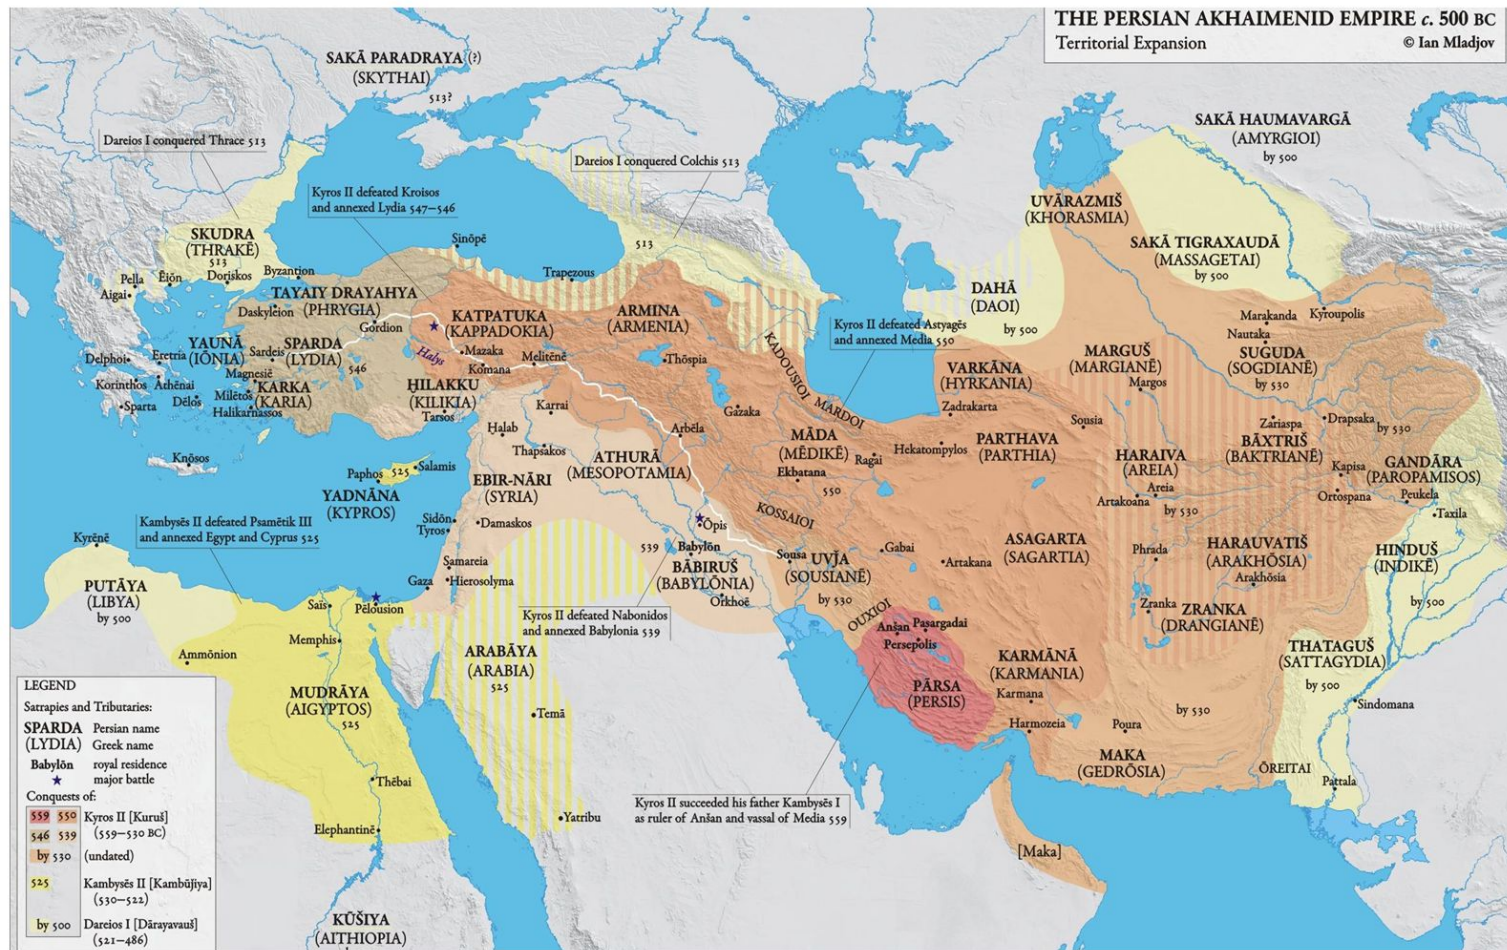 THE PERSIAN AKHAIMENID EMPIRE c. 500 BC
Territorial Expansion
© Ian Mladjov
SAKĀ PARADRAYA (?)
(SKYTHAI)
513?
Dareios I conquered Thrace 513
Dareios I conquered Colchis 513
Kyros II defeated Kroisos
and annexed Lydia 547–546
SAKĀ HAUMAVARGĀ
(AMYRGIOI)
by 500
UVĀRAZMIŠ
(KHORASMIA)
SAKĀ TIGRAXAUDĀ
(MASSAGETAI)
by 500
SKUDRA
(THRAKĒ)
513
Sinōpē
513
Trapezous
Pella
Ēiōn
Doriskos
Byzantion
Aigai
TAYAIY DRAYAHYA
(PHRYGIA)
Daskyleion
Gordion
KATPATUKA
(KAPPADOKIA)
ARMINA
(ARMENIA)
DAHĀ
(DAOI)
by 500
Kyros II defeated Astyagēs
and annexed Media 550
Marakanda
Kyroupolis
Nautaka
SUGUDA
(SOGDIANĒ)
by 530
YAUNĀ
(IŌNIA)
SPARDA
(LYDIA)
546
Sardeis
Magnesiē
Delphoi
Eretria
Korinthos
Athēnai
Sparta
Dēlos
Milētos
Halikarnassos
KARKA
(KARIA)
Halys
Mazaka
Komana
Melitēnē
Thōspia
ḤILAKKU
(KILIKIA)
Tarsos
KADOUSIOI
MARDOI
VARKĀNA
(HYRKANIA)
Zadrakarta
MARGUŠ
(MARGIANĒ)
Margos
Karrai
Ḥalab
Thapsakos
Arbēla
Gazaka
MĀDA
(MĒDIKĒ)
Ekbatana
550
Ragai
Hekatompylos
PARTHAVA
(PARTHIA)
Sousia
Zariaspa
Drapsaka
by 530
BĀXTRIŠ
(BAKTRIANĒ)
HARAIVA
(AREIA)
Areia
Artakoana
by 530
Kapisa
Ortospana
GANDĀRA
(PAROPAMISOS)
Peukela
Taxila
Knōsos
Paphos
525
Salamis
YADNĀNA
(KYPROS)
EBIR-NĀRI
(SYRIA)
ATHURĀ
(MESOPOTAMIA)
KOSSAIOI
Kambysēs II defeated Psamētik III
and annexed Egypt and Cyprus 525
Sidōn
Tyros
Damaskos
Ōpis
539
Babylōn
BĀBIRUŠ
(BABYLŌNIA)
Orkhoē
Sousa
UVJA
(SOUSIANĒ)
by 530
Gabai
Artakana
ASAGARTA
(SAGARTIA)
Phrada
HARAUVATIŠ
(ARAKHŌSIA)
Arakhōsia
HINDUŠ
(INDIKĒ)
by 500
Kyrēnē
PUTĀYA
(LIBYA)
by 500
Samareia
Gaza
Hierosolyma
Saïs
Pēlousion
Memphis
Ammōnion
Kyros II defeated Nabonidos
and annexed Babylonia 539
OUXIOI
Anšan
Pasargadai
Persepolis
PĀRSA
(PERSIS)
KARMĀNĀ
(KARMANIA)
Karmana
Harmozeia
Zranka
ZRANKA
(DRANGIANĒ)
THATAGUŠ
(SATTAGYDIA)
by 500
Sindomana
ARABĀYA
(ARABIA)
525
MUDRĀYA
(AIGYPTOS)
525
Temā
by 530
Poura
MAKA
(GEDRŌSIA)
ŌREITAI
Pattala
Thēbai
Elephantinē
Yatribu
Kyros II succeeded his father Kambysēs I
as ruler of Anšan and vassal of Media 559
[Maka]
KŪŠIYA
(AITHIOPIA)
LEGEND
Satrapies and Tributaries:
SPARDA Persian name
(LYDIA) Greek name
Babylōn royal residence
major battle
Conquests of:
559 550 Kyros II [Kuruš]
546 539 (559–530 BC)
by 530 (undated)
525 Kambysēs II [Kambūjiya]
(530–522)
by 500 Dareios I [Dārayavauš]
(521–486)